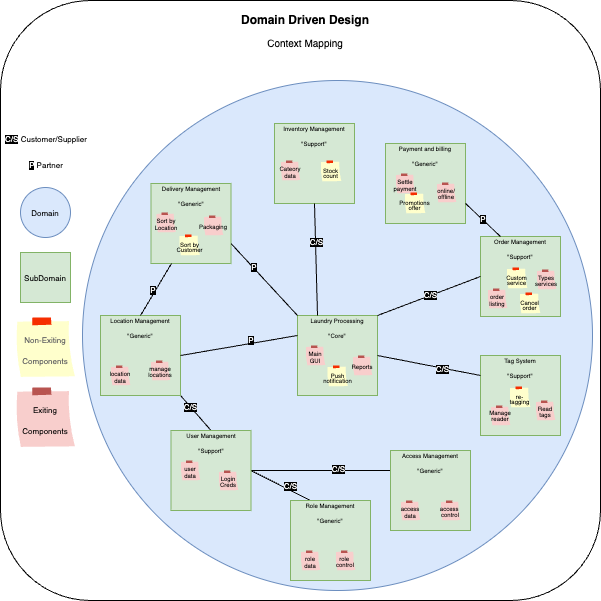 Domain Driven Design
Context Mapping
C/S Customer/Supplier
P Partner
Domain
SubDomain
Non-Exiting
Components
Exiting
Components
Inventory Management
"Support"
Cateory
data
Stock
count
Payment and billing
"Generic"
Settle
payment
online/
offline
Promotions
offer
Delivery Management
"Generic"
Sort by
Location
Packaging
Sort by
Customer
Order Management
"Support"
Custom
service
Types
services
order
listing
Cancel
order
Location Management
"Generic"
location
data
manage
locations
Laundry Processing
"Core"
Main
GUI
Reports
Push
notification
Tag System
"Support"
re-
tagging
Manage
reader
Read
tags
User Management
"Support"
user
data
Login
Creds
Access Management
"Generic"
access
data
access
control
Role Management
"Generic"
role
data
role
control
C/S
P
P
P
P
C/S
C/S
C/S
C/S
C/S